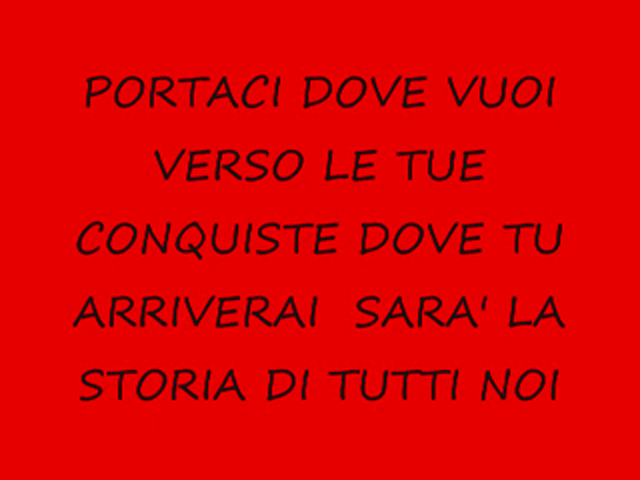 PORTACI DOVE VUOI
VERSO LE TUE
CONQUISTE DOVE TU
ARRIVERAI  SARA' LA
STORIA DI TUTTI NOI